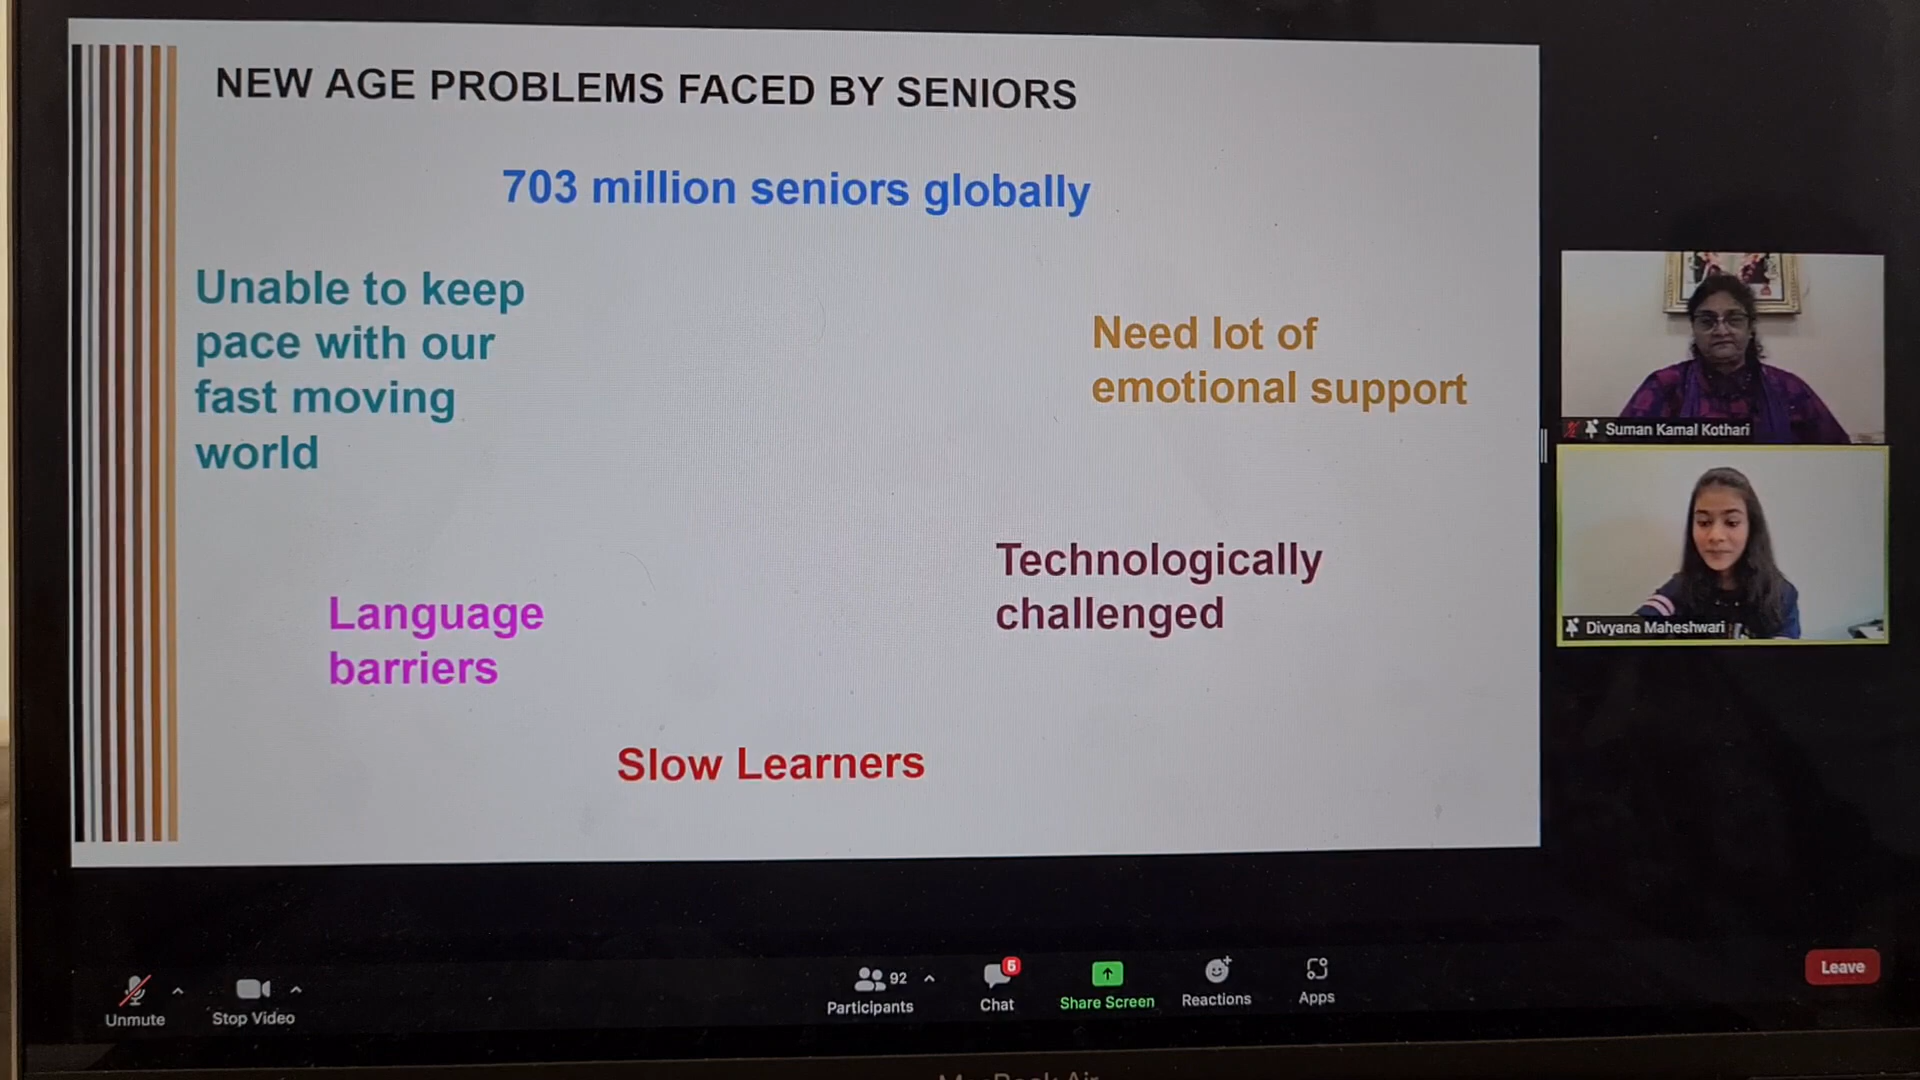 NEW AGE PROBLEMS FACED BY SENIORS
703 million seniors globally
Unable to keep
pace with our
fast moving
world
Need lot of
emotional support
Technologically
challenged
Language
barriers
Slow Learners
Suman Kamal Kothari
Divyana Maheshwari
Unmute
Stop Video
92
Participants
5
Chat
Share Screen
Reactions
Apps
Leave
MacBook Air